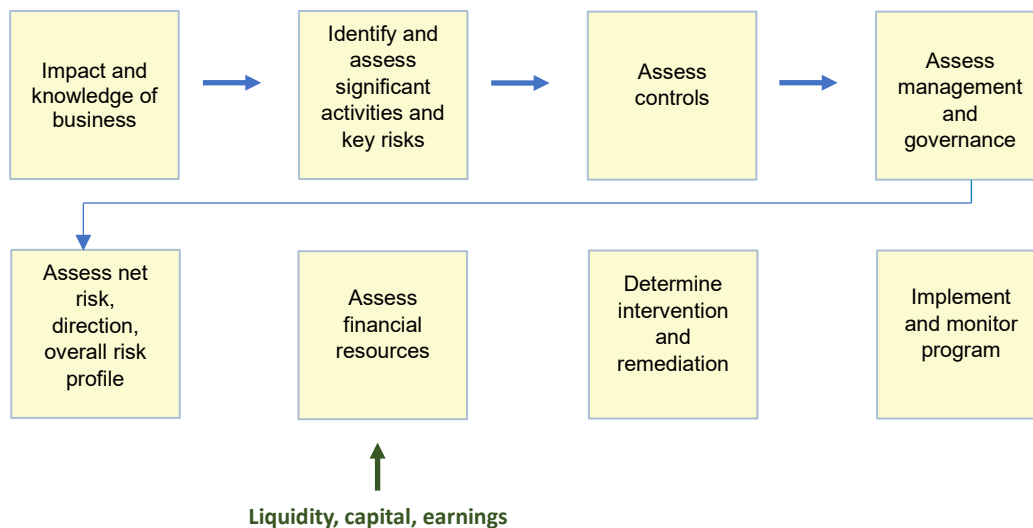 Impact and
knowledge of
business
Identify and
assess
significant
activities and
key risks
Assess
controls
Assess
management
and
governance
Assess net
risk,
direction,
overall risk
profile
Assess
financial
resources
Determine
intervention
and
remediation
Implement
and monitor
program
Liquidity, capital, earnings